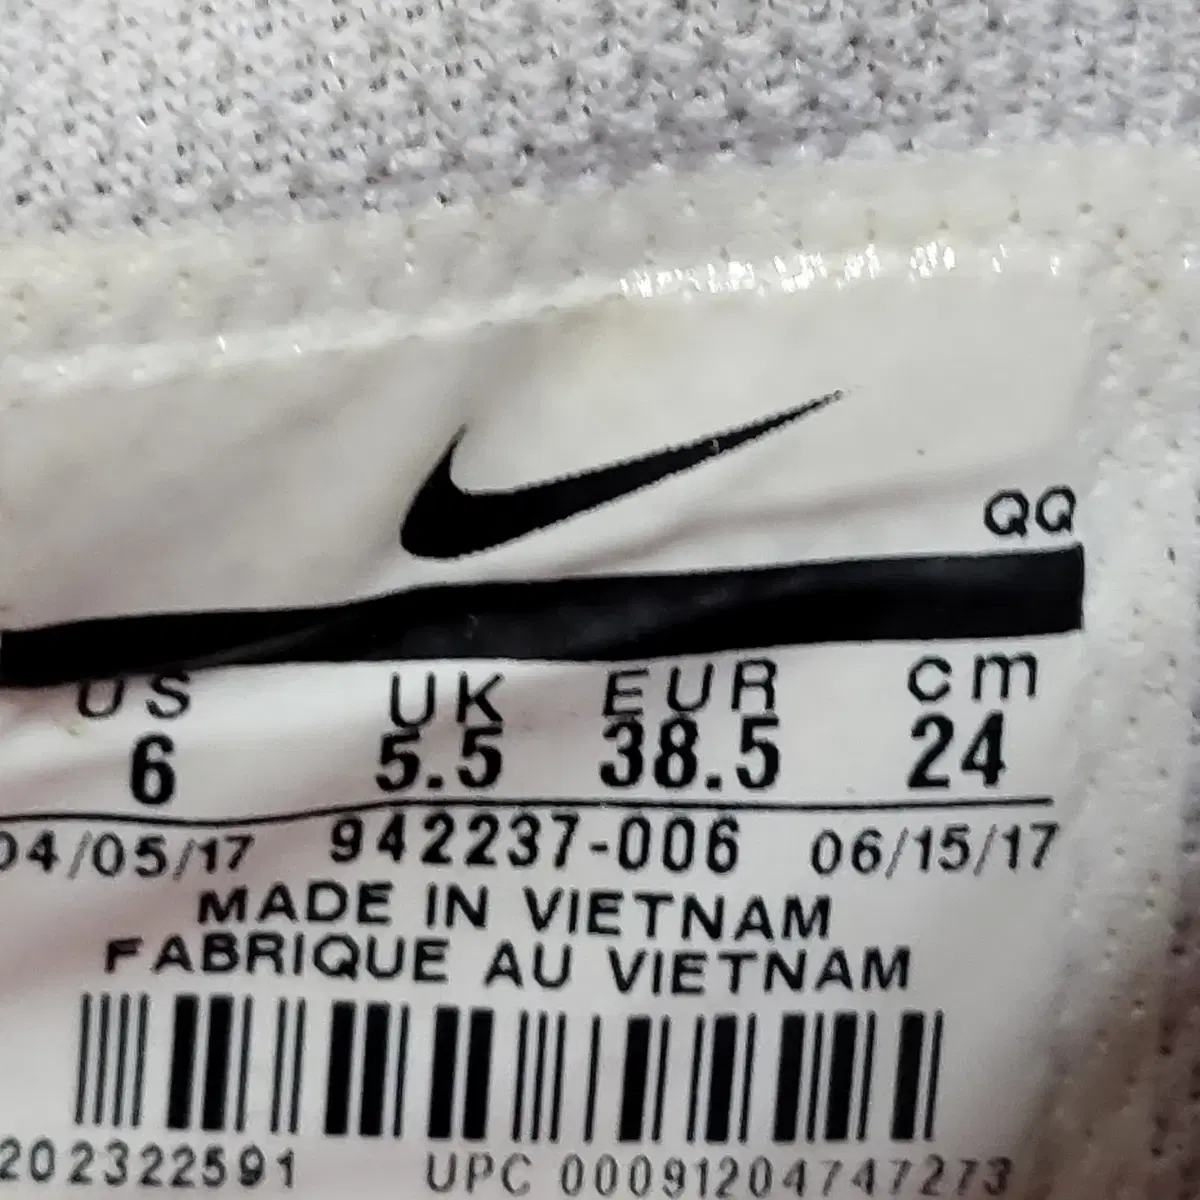 QQ
US UK EUR cm
6 5.5 38.5 24
04/05/17 942237-006 06/15/17
MADE IN VIETNAM
FABRIQUE AU VIETNAM
202322591 UPC 00091204747273